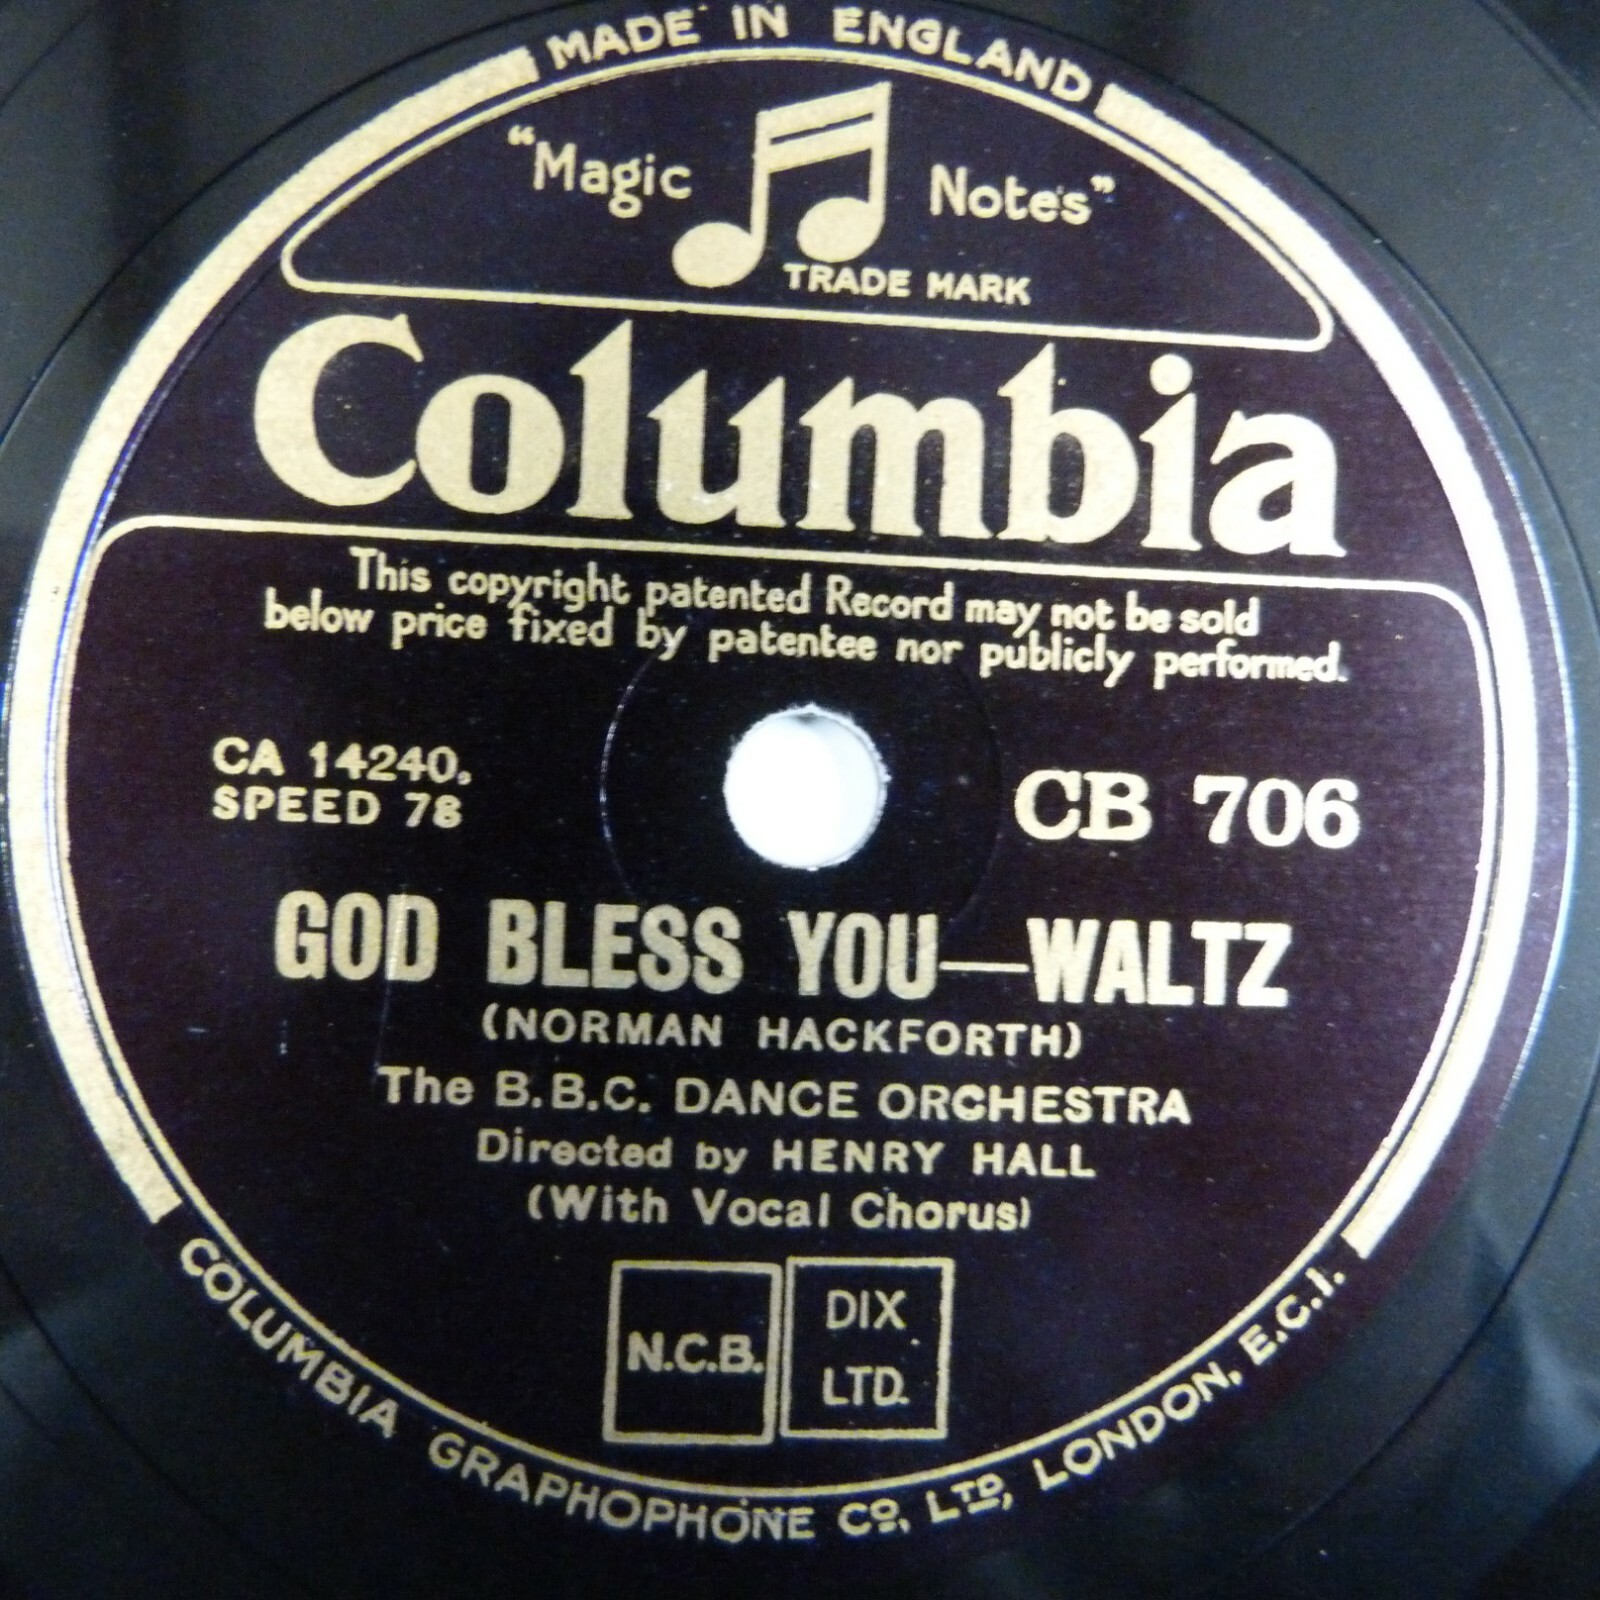 MADE IN ENGLAND
"Magic Notes"
TRADE MARK
Columbia
This copyright patented Record may not be sold
below price fixed by patentee nor publicly performed.
CA 14240.
SPEED 78
CB 706
GOD BLESS YOU—WALTZ
(NORMAN HACKFORTH)
The B.B.C. DANCE ORCHESTRA
Directed by HENRY HALL
(With Vocal Chorus)
N.C.B.
DIX
LTD.
COLUMBIA GRAPHOPHONE CO. LTD, LONDON, E.C.1.